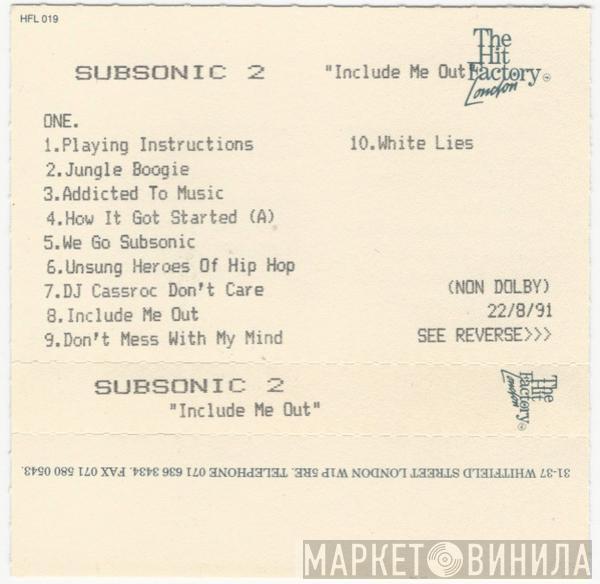 HFL 019
SUBSONIC 2 "Include Me Out"
The Hit Factory London
ONE.
1.Playing Instructions
2.Jungle Boogie
3.Addicted To Music
4.How It Got Started (A)
5.We Go Subsonic
6.Unsung Heroes Of Hip Hop
7.DJ Cassroc Don't Care
8.Include Me Out
9.Don't Mess With My Mind
10.White Lies
(NON DOLBY)
22/8/91
SEE REVERSE>>>
SUBSONIC 2
"Include Me Out"
The Hit Factory London
31-37 WHITFIELD STREET LONDON W1P 5RE. TELEPHONE 071 636 3434. FAX 071 580 0543.
МАРКЕТ ВИНИЛА